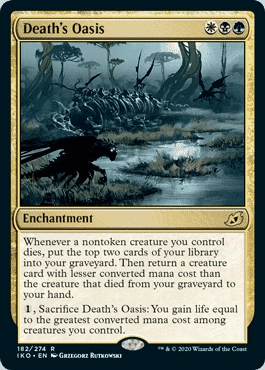 Death's Oasis
Enchantment
Whenever a nontoken creature you control
dies, put the top two cards of your library
into your graveyard. Then return a creature
card with lesser converted mana cost than
the creature that died from your graveyard to
your hand.
1, Sacrifice Death's Oasis: You gain life equal
to the greatest converted mana cost among
creatures you control.
182/274 R
IKO • EN GRZEGORZ RUTKOWSKI
™ & © 2020 Wizards of the Coast